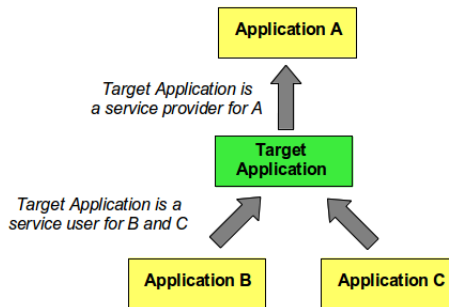 Application A
Target Application is
a service provider for A
Target
Application
Target Application is a
service user for B and C
Application B
Application C